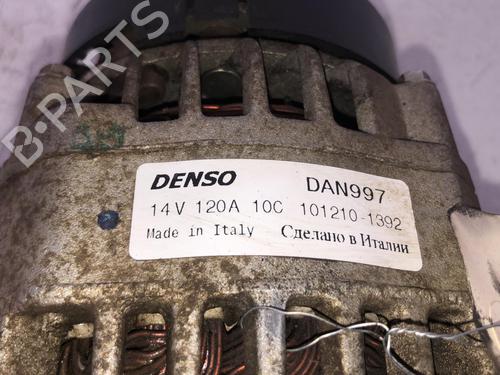 B-PARTS
DENSO DAN997
14V 120A 10C 101210-1392
Made in Italy Сделано в Италии